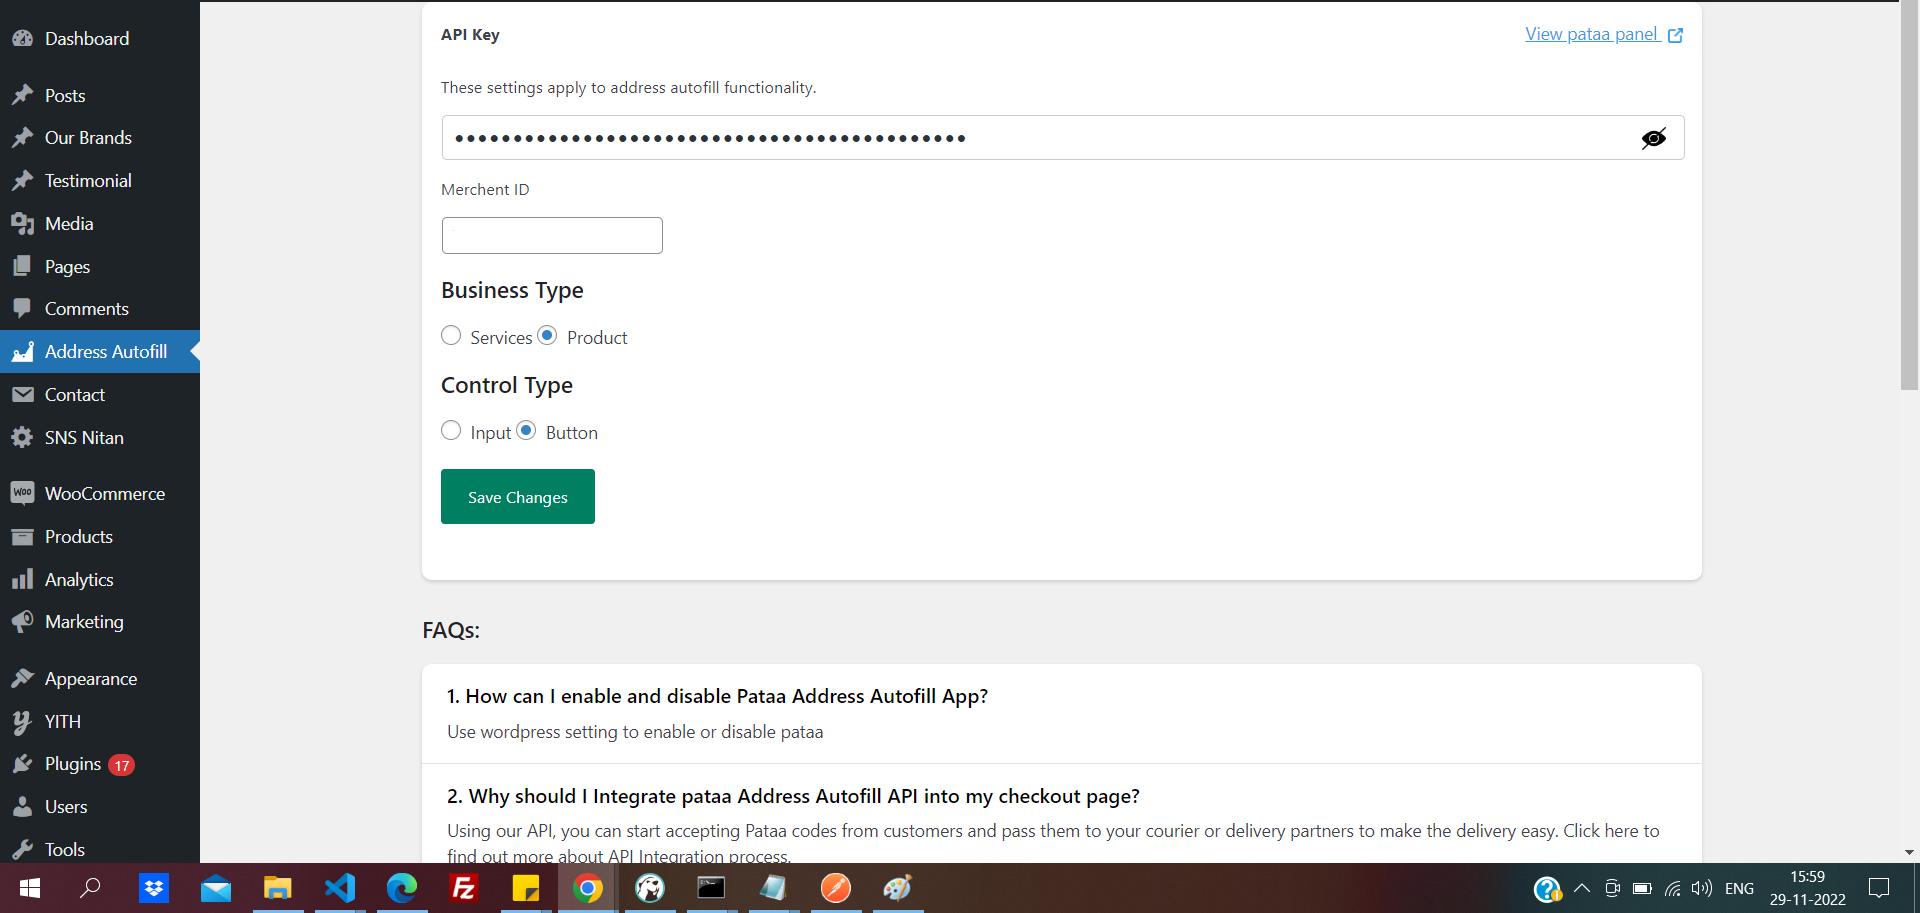 Dashboard
Posts
Our Brands
Testimonial
Media
Pages
Comments
Address Autofill
Contact
SNS Nitan
Woo WooCommerce
Products
Analytics
Marketing
Appearance
YITH
Plugins 17
Users
Tools
API Key
View pataa panel
These settings apply to address autofill functionality.
Merchent ID
Business Type
Services Product
Control Type
Input Button
Save Changes
FAQs:
1. How can I enable and disable Pataa Address Autofill App?
Use wordpress setting to enable or disable pataa
2. Why should I Integrate pataa Address Autofill API into my checkout page?
Using our API, you can start accepting Pataa codes from customers and pass them to your courier or delivery partners to make the delivery easy. Click here to
find out more about API Integration process.
Fz
ENG
15:59
29-11-2022